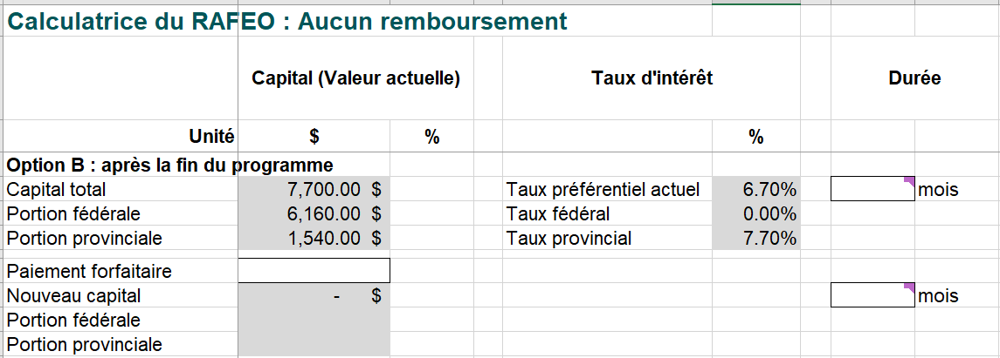 Calculatrice du RAFEO : Aucun remboursement
Capital (Valeur actuelle) Taux d'intérêt Durée
Unité $ % %
Option B : après la fin du programme
Capital total 7,700.00 $ Taux préférentiel actuel 6.70% mois
Portion fédérale 6,160.00 $ Taux fédéral 0.00%
Portion provinciale 1,540.00 $ Taux provincial 7.70%
Paiement forfaitaire
Nouveau capital - $ mois
Portion fédérale
Portion provinciale